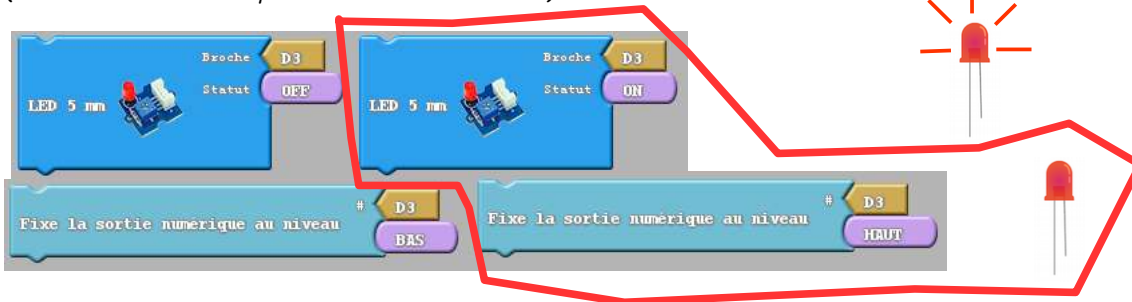 Broche D3
LED 5 mm
Statut OFF
Broche D3
LED 5 mm
Statut ON
# D3
Fixe la sortie numérique au niveau
BAS
# D3
Fixe la sortie numérique au niveau
HAUT